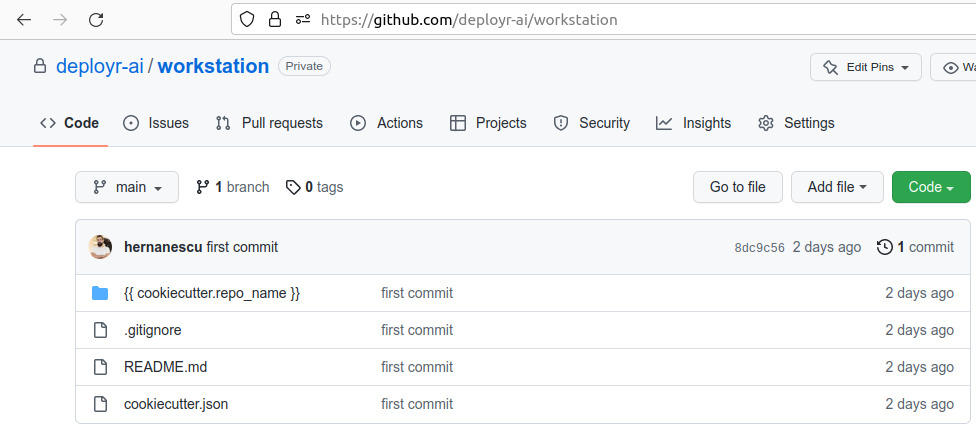 https://github.com/deployr-ai/workstation
deployr-ai / workstation Private Edit Pins Wa
Code Issues Pull requests Actions Projects Security Insights Settings
main 1 branch 0 tags Go to file Add file Code
hernanescu first commit 8dc9c56 2 days ago 1 commit
{{ cookiecutter.repo_name }} first commit 2 days ago
.gitignore first commit 2 days ago
README.md first commit 2 days ago
cookiecutter.json first commit 2 days ago